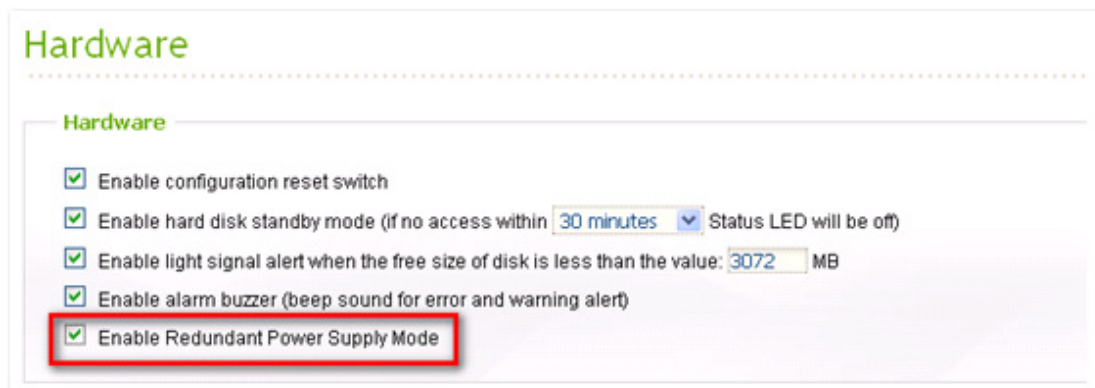 Hardware
Hardware
Enable configuration reset switch
Enable hard disk standby mode (if no access within 30 minutes Status LED will be off)
Enable light signal alert when the free size of disk is less than the value: 3072 MB
Enable alarm buzzer (beep sound for error and warning alert)
Enable Redundant Power Supply Mode